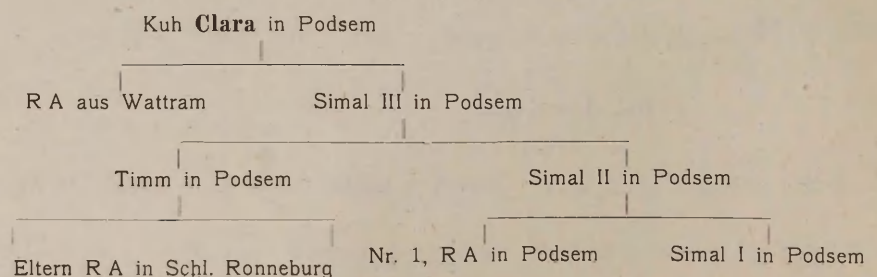 Kuh Clara in Podsem
R A aus Wattram Simal III in Podsem
Timm in Podsem Simal II in Podsem
Eltern R A in Schl. Ronneburg Nr. 1, R A in Podsem Simal I in Podsem